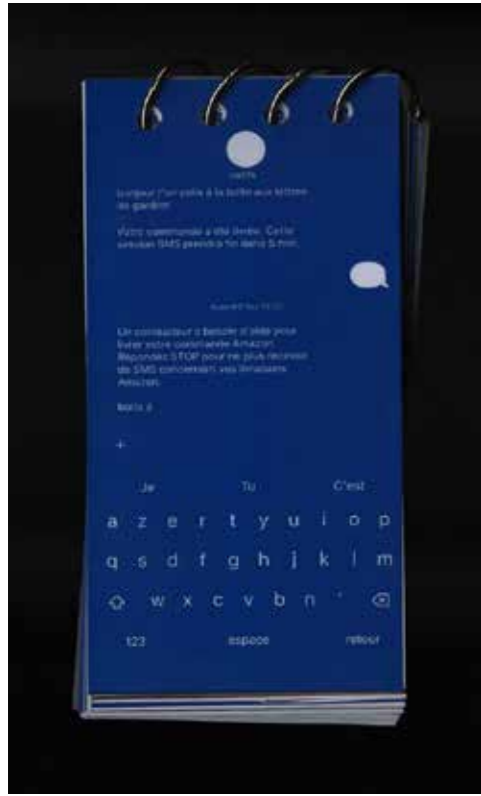 bonjour j'en colis à la boîte aux lettres
de gardien
Votre commande a été livrée. Cette
session SMS prendra fin dans 5 min.
Un conducteur a besoin d'aide pour
livrer votre commande Amazon.
Répondez STOP pour ne plus recevoir
de SMS concernant vos livraisons
Amazon.
+
Je Tu C'est
a z e r t y u i o p
q s d f g h j k l m
w x c v b n '
123 espace retour